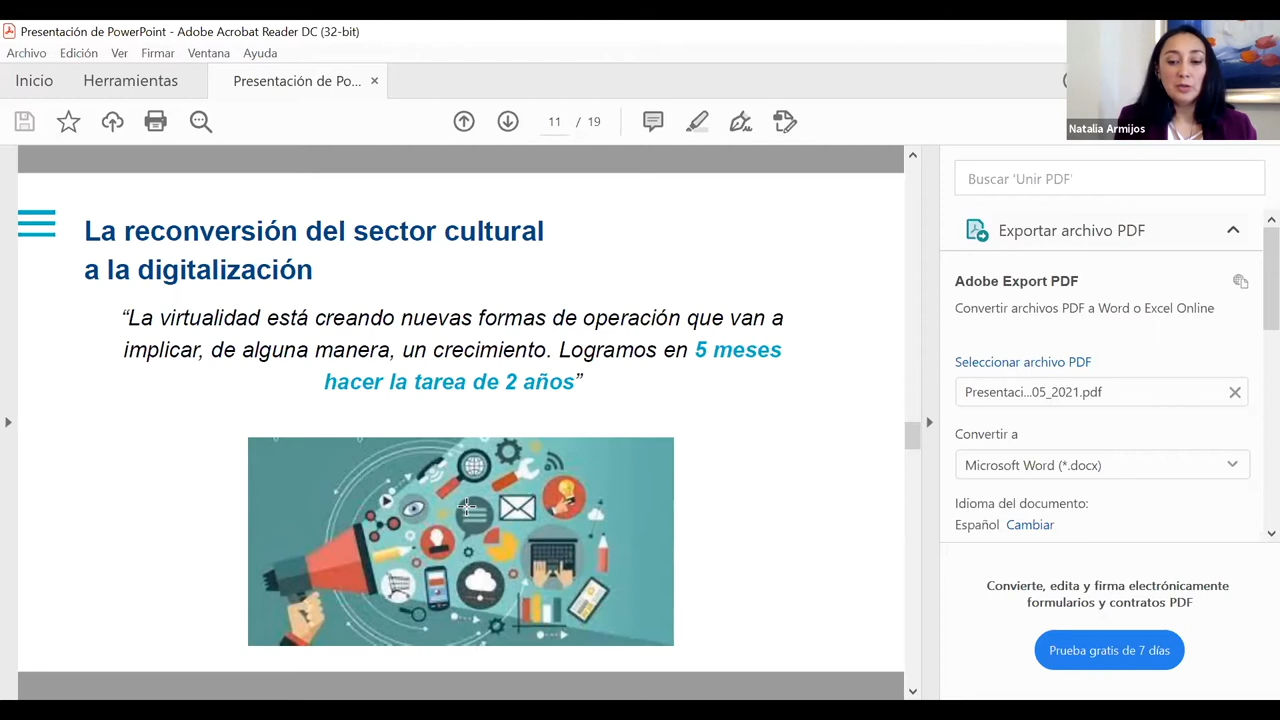 Presentación de PowerPoint - Adobe Acrobat Reader DC (32-bit)
Archivo Edición Ver Firmar Ventana Ayuda
Inicio Herramientas Presentación de Po... ×
11 / 19
Natalia Armijos
La reconversión del sector cultural
a la digitalización
“La virtualidad está creando nuevas formas de operación que van a
implicar, de alguna manera, un crecimiento. Logramos en 5 meses
hacer la tarea de 2 años”
Buscar 'Unir PDF'
Exportar archivo PDF
Adobe Export PDF
Convertir archivos PDF a Word o Excel Online
Seleccionar archivo PDF
Presentaci...05_2021.pdf
Convertir a
Microsoft Word (*.docx)
Idioma del documento:
Español Cambiar
Convierte, edita y firma electrónicamente
formularios y contratos PDF
Prueba gratis de 7 días